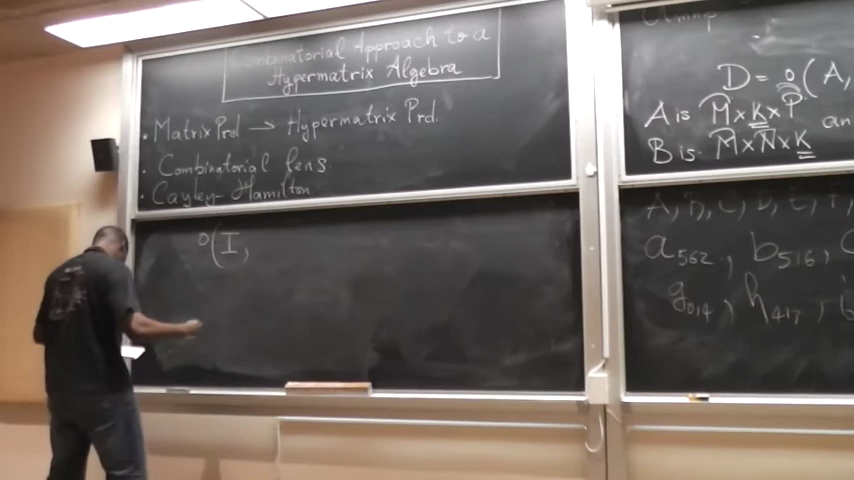 Combinatorial Approach to a
Hypermatrix Algebra
• Matrix Prd → Hypermatrix Prd.
• Combinatorial lens
• Cayley-Hamilton
o(I,
D = o(A,
A is M×K×P
B is M×N×K
an
A, B, C, D, E, F,
a562, b516,
g014, h417,